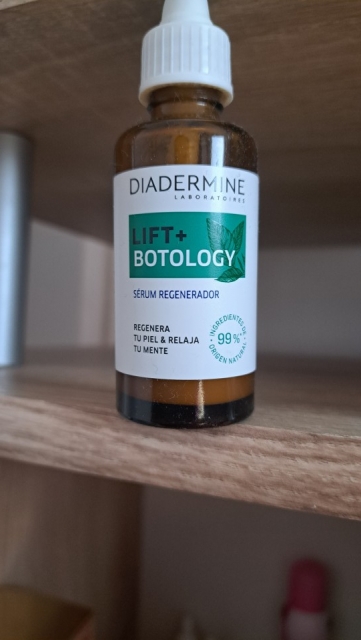 DIADERMINE
LABORATOIRES
LIFT+
BOTOLOGY
SÉRUM REGENERADOR
REGENERA
TU PIEL & RELAJA
TU MENTE
INGREDIENTES DE
99%*
ORIGEN NATURAL